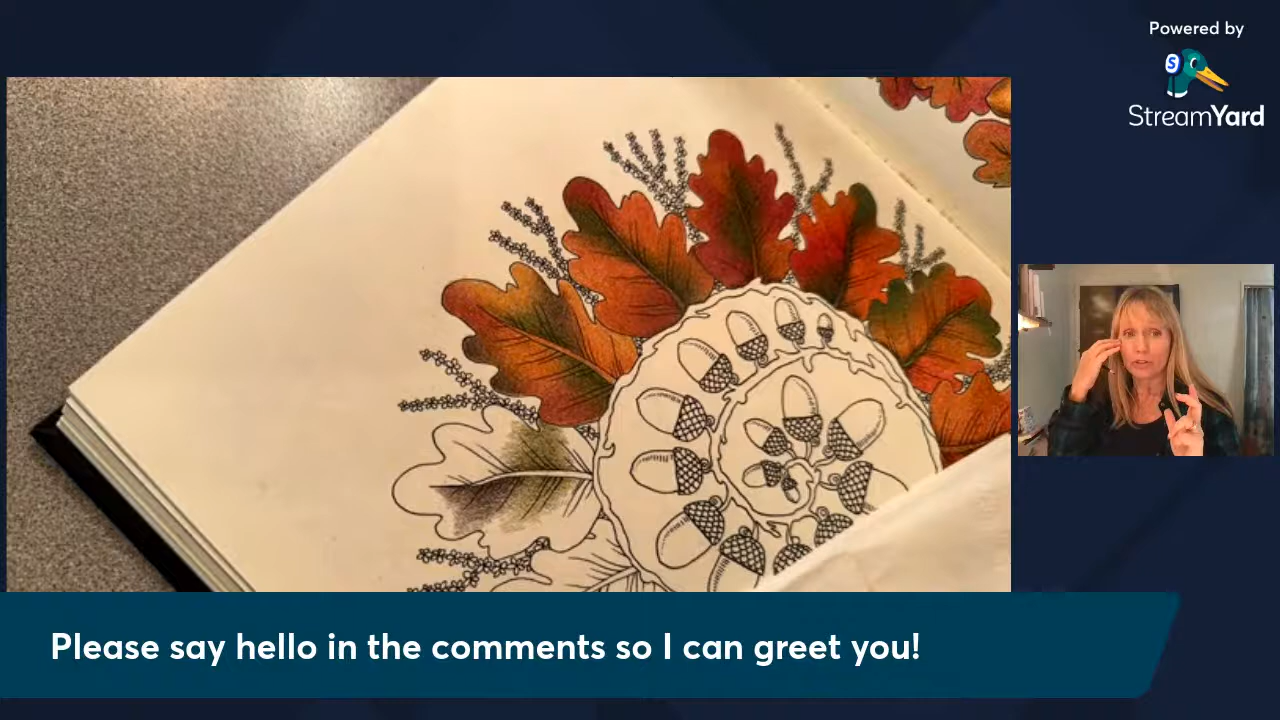 Powered by
S
StreamYard
Please say hello in the comments so I can greet you!